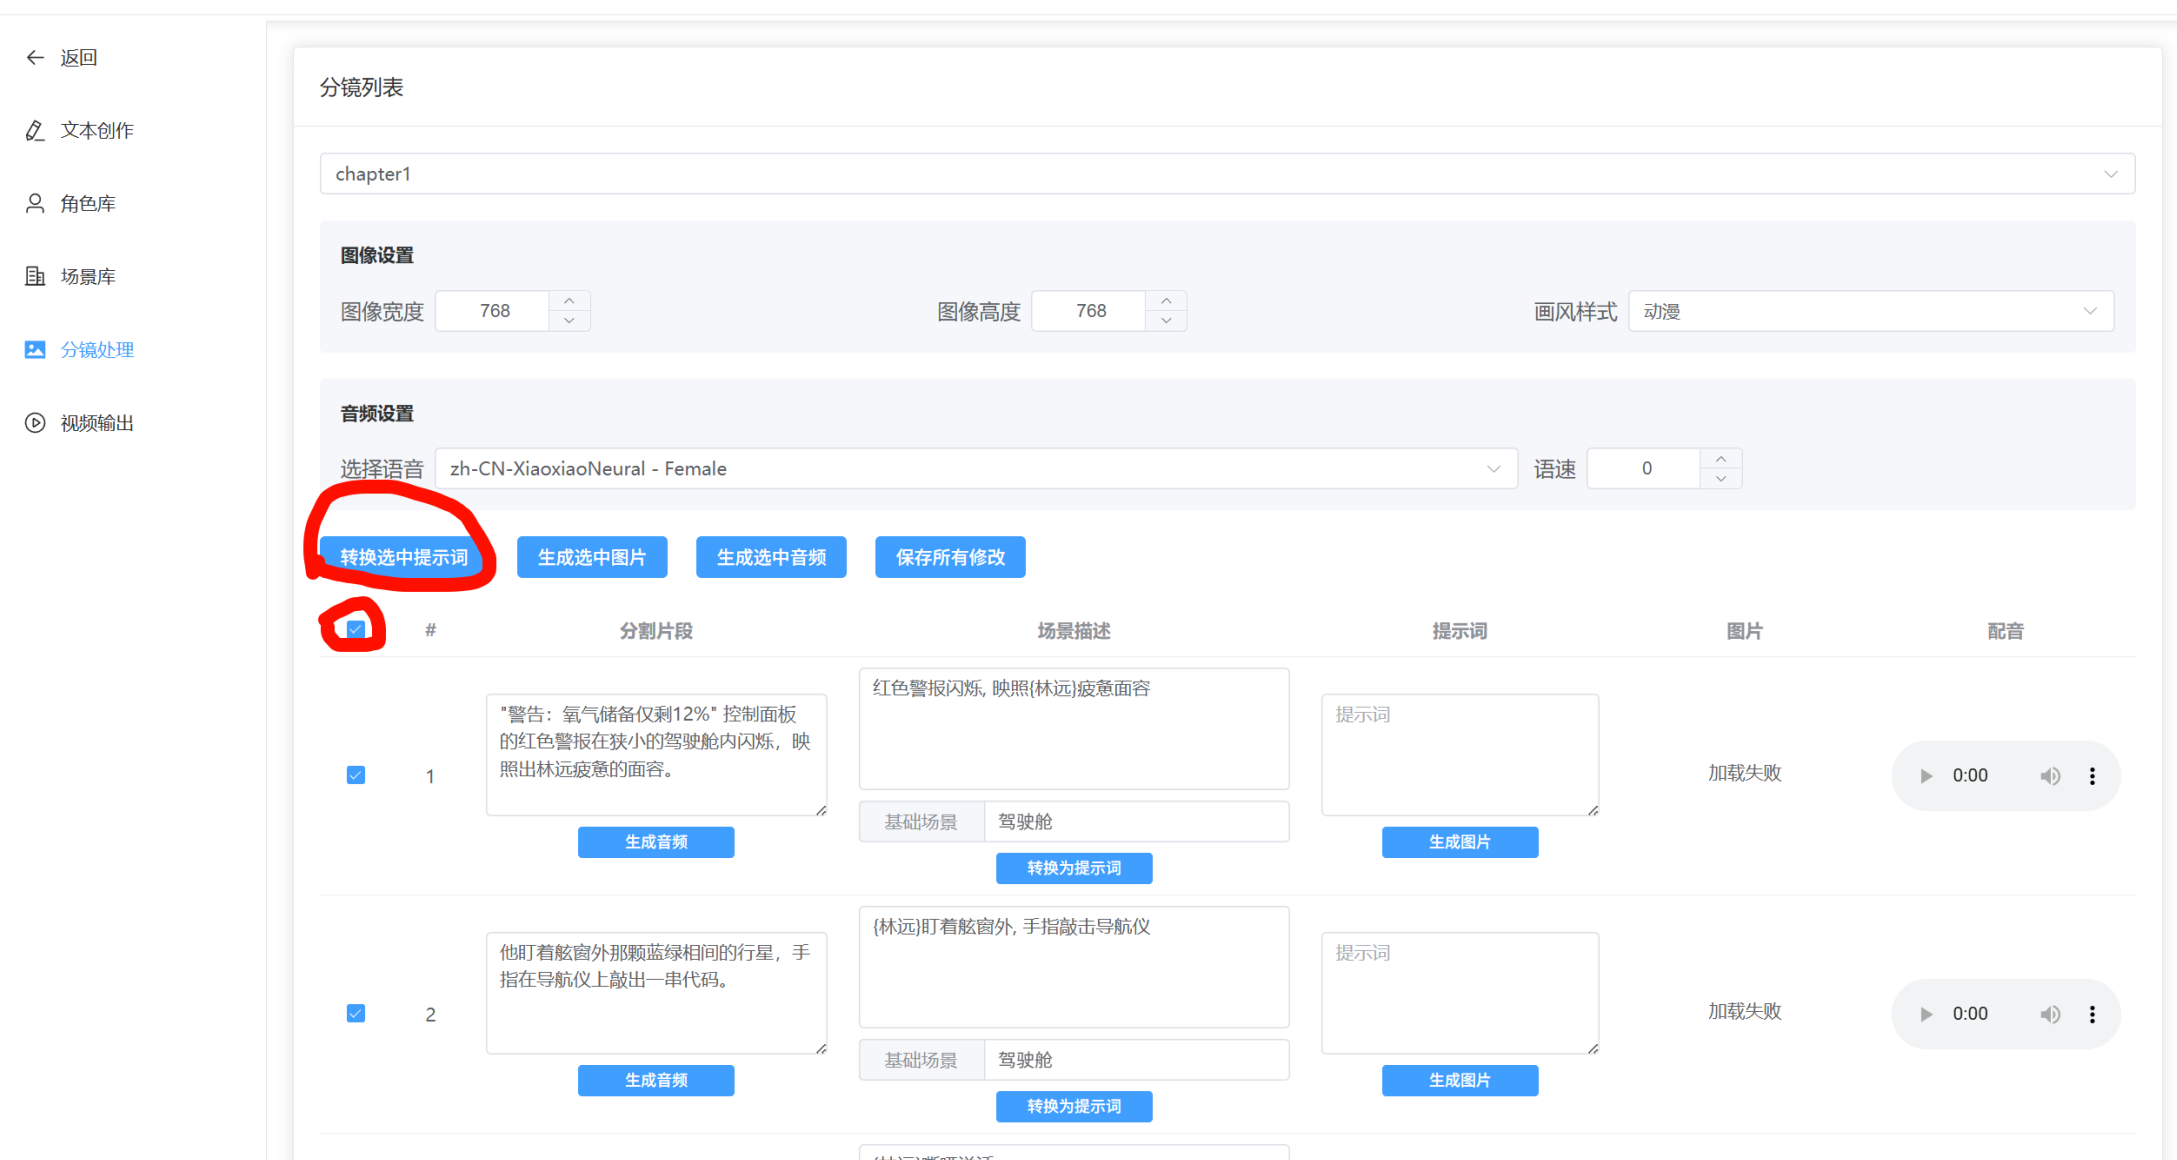 返回
文本创作
角色库
场景库
分镜处理
视频输出
分镜列表
chapter1
图像设置
图像宽度 768 图像高度 768 画风样式 动漫
音频设置
选择语音 zh-CN-XiaoxiaoNeural - Female 语速 0
转换选中提示词 生成选中图片 生成选中音频 保存所有修改
# 分割片段 场景描述 提示词 图片 配音
1
"警告：氧气储备仅剩12%" 控制面板
的红色警报在狭小的驾驶舱内闪烁，映
照出林远疲惫的面容。
生成音频
红色警报闪烁, 映照{林远}疲惫面容
基础场景 驾驶舱
转换为提示词
提示词
生成图片
加载失败
0:00
2
他盯着舷窗外那颗蓝绿相间的行星，手
指在导航仪上敲出一串代码。
生成音频
{林远}盯着舷窗外, 手指敲击导航仪
基础场景 驾驶舱
转换为提示词
提示词
生成图片
加载失败
0:00